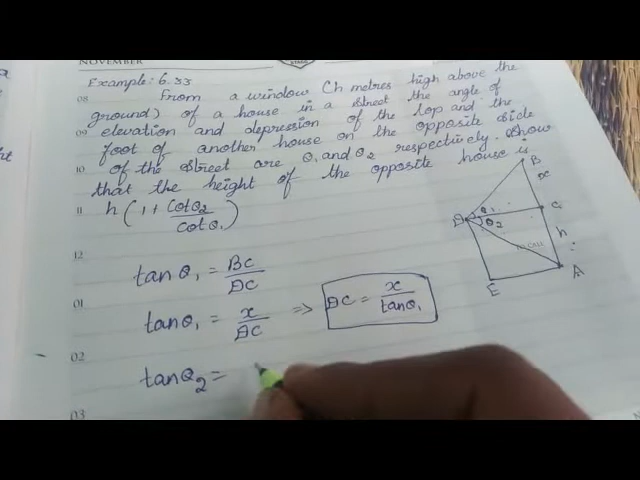 NOVEMBER
Example: 6.33
08 From a window (h metres high above the
ground) of a house in a street the angle of
09 elevation and depression of the top and the
foot of another house on the opposite side
10 of the street are θ₁ and θ₂ respectively. Show
that the height of the opposite house is
11 h(1 + cotθ₂/cotθ₁)
B
x
D θ₁ C
θ₂ h
E A
12
tanθ₁ = BC/DC
01
tanθ₁ = x/DC ⇒ DC = x/tanθ₁
02
tanθ₂ =
03